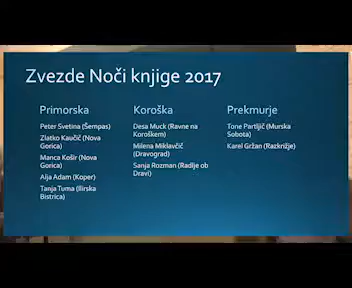 Zvezde Noči knjige 2017
Primorska
Peter Svetina (Šempas)
Zlatko Kaučič (Nova
Gorica)
Manca Košir (Nova
Gorica)
Alja Adam (Koper)
Tanja Tuma (Ilirska
Bistrica)
Koroška
Desa Muck (Ravne na
Koroškem)
Milena Miklavčič
(Dravograd)
Sanja Rozman (Radlje ob
Dravi)
Prekmurje
Tone Partljič (Murska
Sobota)
Karel Gržan (Razkrižje)